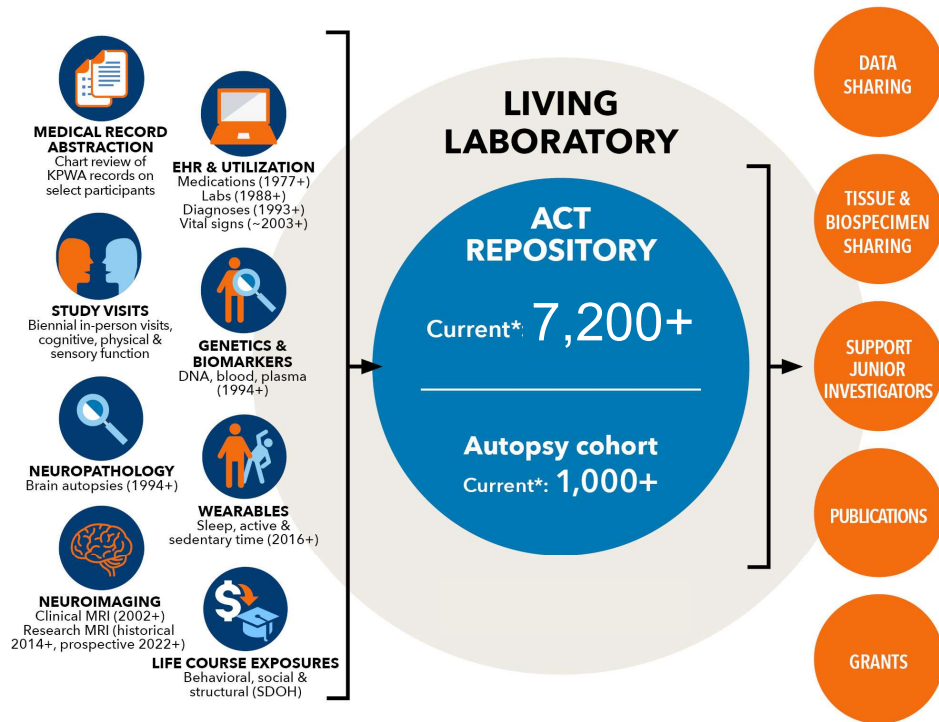 MEDICAL RECORD
ABSTRACTION
Chart review of
KPWA records on
select participants
EHR & UTILIZATION
Medications (1977+)
Labs (1988+)
Diagnoses (1993+)
Vital signs (~2003+)
STUDY VISITS
Biennial in-person visits,
cognitive, physical &
sensory function
GENETICS &
BIOMARKERS
DNA, blood, plasma
(1994+)
NEUROPATHOLOGY
Brain autopsies (1994+)
WEARABLES
Sleep, active &
sedentary time (2016+)
NEUROIMAGING
Clinical MRI (2002+)
Research MRI (historical
2014+, prospective 2022+)
$
LIFE COURSE EXPOSURES
Behavioral, social &
structural (SDOH)
LIVING
LABORATORY
ACT
REPOSITORY
Current*: 7,200+
Autopsy cohort
Current*: 1,000+
DATA
SHARING
TISSUE &
BIOSPECIMEN
SHARING
SUPPORT
JUNIOR
INVESTIGATORS
PUBLICATIONS
GRANTS